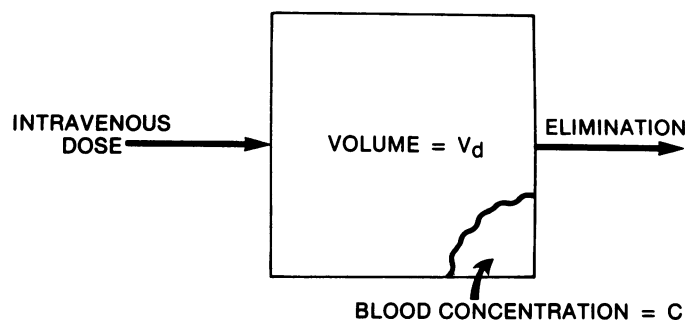 INTRAVENOUS
DOSE
VOLUME = Vd
ELIMINATION
BLOOD CONCENTRATION = C